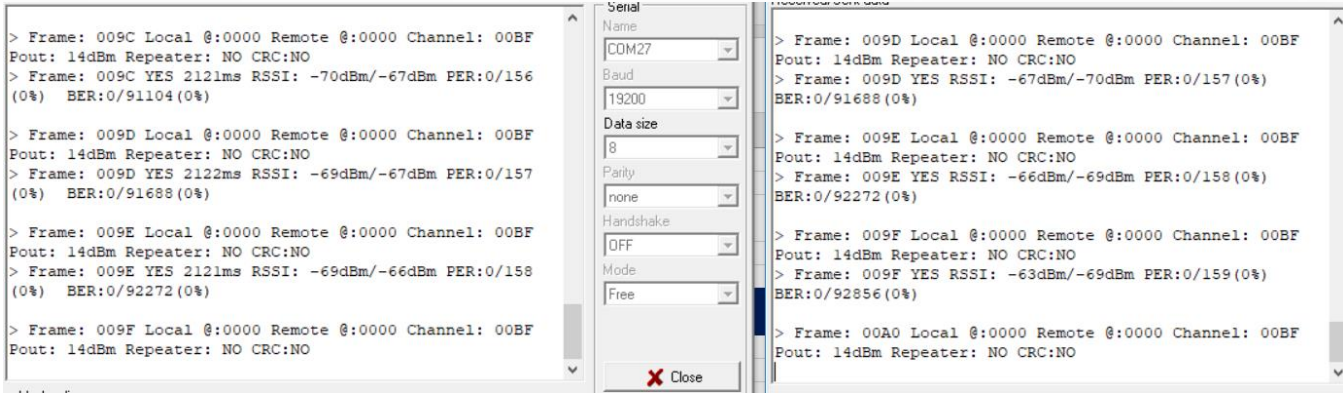 > Frame: 009C Local @:0000 Remote @:0000 Channel: 00BF
Pout: 14dBm Repeater: NO CRC:NO
> Frame: 009C YES 2121ms RSSI: -70dBm/-67dBm PER:0/156
(0%) BER:0/91104(0%)
> Frame: 009D Local @:0000 Remote @:0000 Channel: 00BF
Pout: 14dBm Repeater: NO CRC:NO
> Frame: 009D YES 2122ms RSSI: -69dBm/-67dBm PER:0/157
(0%) BER:0/91688(0%)
> Frame: 009E Local @:0000 Remote @:0000 Channel: 00BF
Pout: 14dBm Repeater: NO CRC:NO
> Frame: 009E YES 2121ms RSSI: -69dBm/-66dBm PER:0/158
(0%) BER:0/92272(0%)
> Frame: 009F Local @:0000 Remote @:0000 Channel: 00BF
Pout: 14dBm Repeater: NO CRC:NO
Serial
Name
COM27
Baud
19200
Data size
8
Parity
none
Handshake
OFF
Mode
Free
Close
> Frame: 009D Local @:0000 Remote @:0000 Channel: 00BF
Pout: 14dBm Repeater: NO CRC:NO
> Frame: 009D YES RSSI: -67dBm/-70dBm PER:0/157(0%)
BER:0/91688(0%)
> Frame: 009E Local @:0000 Remote @:0000 Channel: 00BF
Pout: 14dBm Repeater: NO CRC:NO
> Frame: 009E YES RSSI: -66dBm/-69dBm PER:0/158(0%)
BER:0/92272(0%)
> Frame: 009F Local @:0000 Remote @:0000 Channel: 00BF
Pout: 14dBm Repeater: NO CRC:NO
> Frame: 009F YES RSSI: -63dBm/-69dBm PER:0/159(0%)
BER:0/92856(0%)
> Frame: 00A0 Local @:0000 Remote @:0000 Channel: 00BF
Pout: 14dBm Repeater: NO CRC:NO